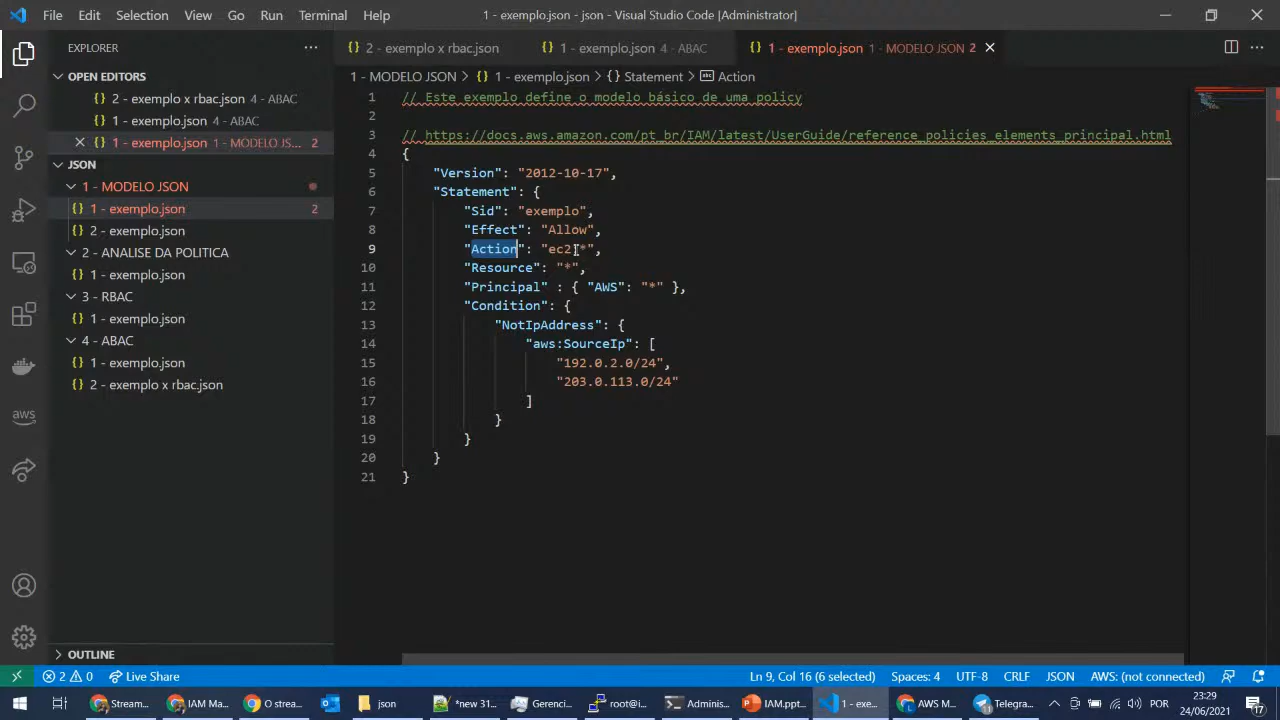 File Edit Selection View Go Run Terminal Help
1 - exemplo.json - json - Visual Studio Code [Administrator]
EXPLORER
OPEN EDITORS
2 - exemplo x rbac.json 4 - ABAC
1 - exemplo.json 4 - ABAC
1 - exemplo.json 1 - MODELO JS... 2
JSON
1 - MODELO JSON
1 - exemplo.json 2
2 - exemplo.json
2 - ANALISE DA POLITICA
3 - RBAC
1 - exemplo.json
4 - ABAC
1 - exemplo.json
2 - exemplo x rbac.json
aws
OUTLINE
2 - exemplo x rbac.json
1 - exemplo.json 4 - ABAC
1 - exemplo.json 1 - MODELO JSON 2
1 - MODELO JSON > {} 1 - exemplo.json > {} Statement > abc Action
1 // Este exemplo define o modelo básico de uma policy
2
3 // https://docs.aws.amazon.com/pt_br/IAM/latest/UserGuide/reference_policies_elements_principal.html
4 {
5 "Version": "2012-10-17",
6 "Statement": {
7 "Sid": "exemplo",
8 "Effect": "Allow",
9 "Action": "ec2:*",
10 "Resource": "*",
11 "Principal" : { "AWS": "*" },
12 "Condition": {
13 "NotIpAddress": {
14 "aws:SourceIp": [
15 "192.0.2.0/24",
16 "203.0.113.0/24"
17 ]
18 }
19 }
20 }
21 }
2 0 Live Share
Ln 9, Col 16 (6 selected) Spaces: 4 UTF-8 CRLF JSON AWS: (not connected)
Stream... IAM Ma... O strea... json *new 31... Gerenci... root@i... Adminis... IAM.ppt... 1 - exe... AWS M... Telegra...
POR
23:29
24/06/2021